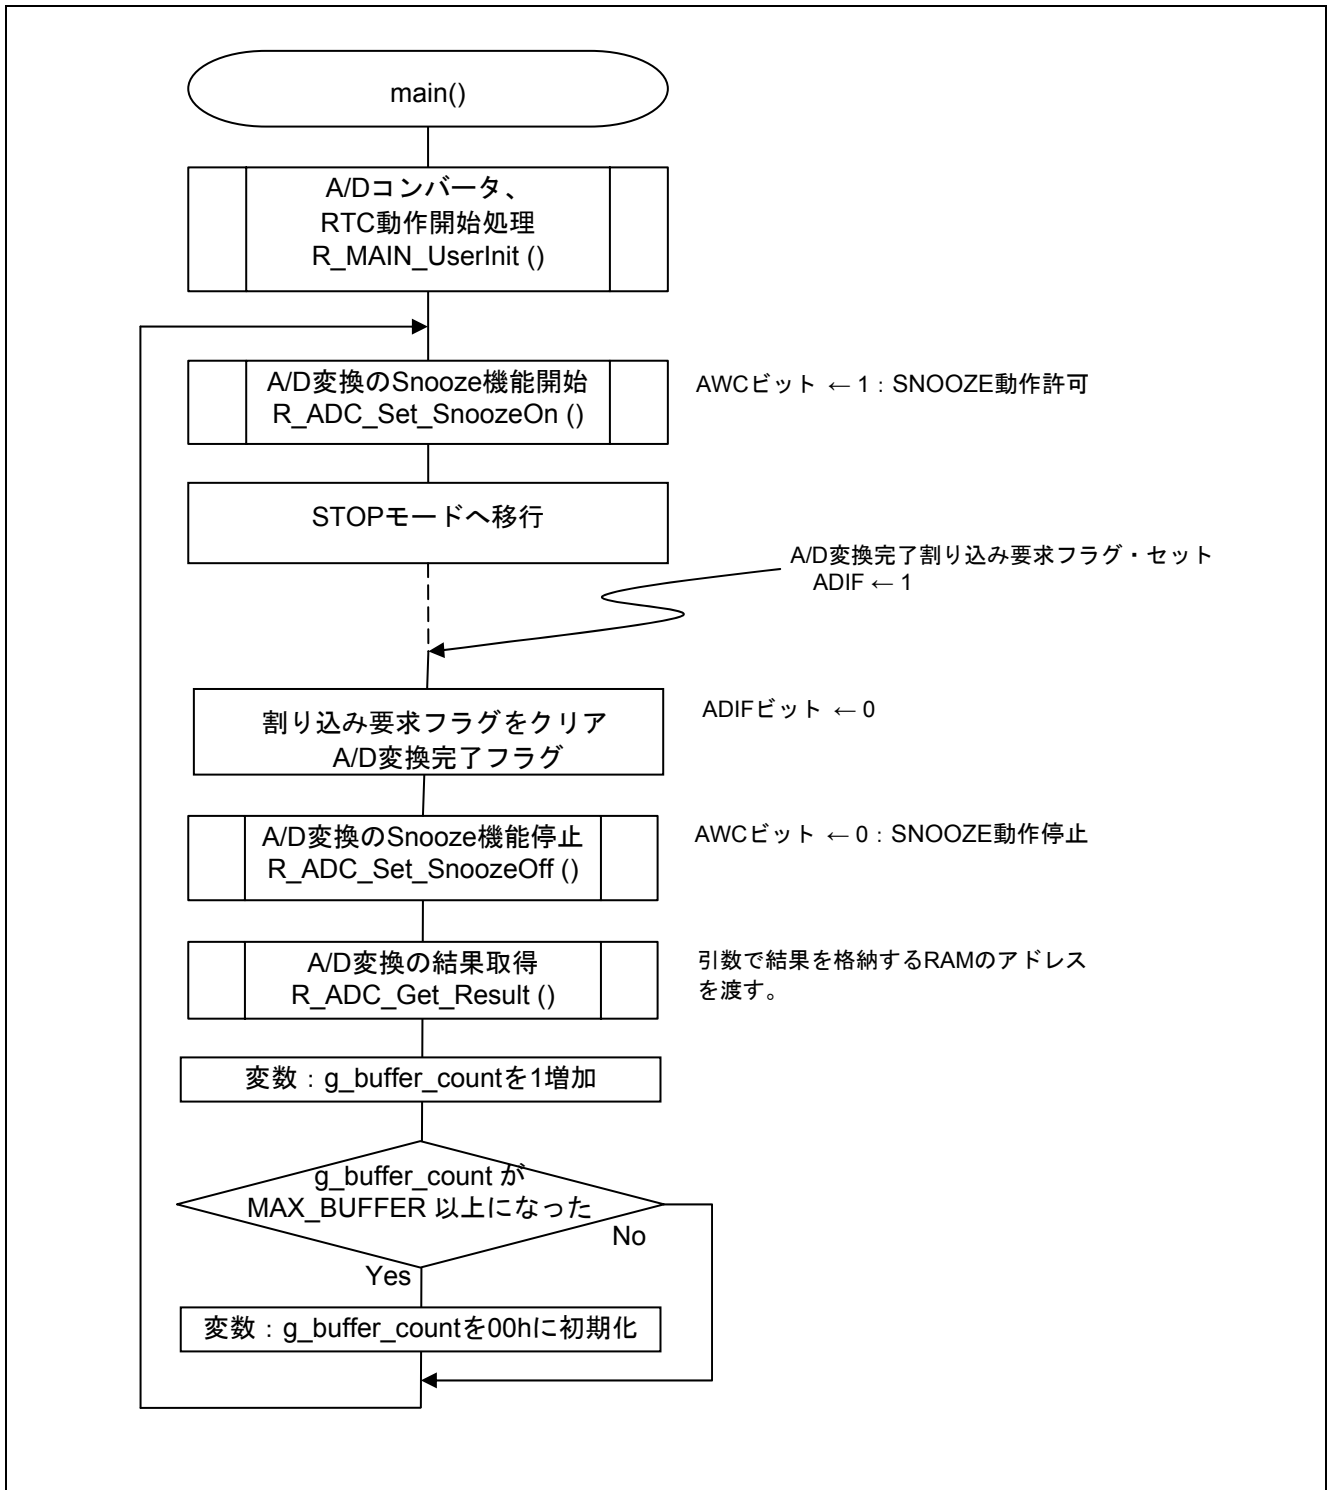 main()
A/Dコンバータ、
RTC動作開始処理
R_MAIN_UserInit ()
A/D変換のSnooze機能開始
R_ADC_Set_SnoozeOn ()
AWCビット ← 1：SNOOZE動作許可
STOPモードへ移行
A/D変換完了割り込み要求フラグ・セット
ADIF ← 1
割り込み要求フラグをクリア
A/D変換完了フラグ
ADIFビット ← 0
A/D変換のSnooze機能停止
R_ADC_Set_SnoozeOff ()
AWCビット ← 0：SNOOZE動作停止
A/D変換の結果取得
R_ADC_Get_Result ()
引数で結果を格納するRAMのアドレス
を渡す。
変数：g_buffer_countを1増加
g_buffer_count が
MAX_BUFFER 以上になった
No
Yes
変数：g_buffer_countを00hに初期化